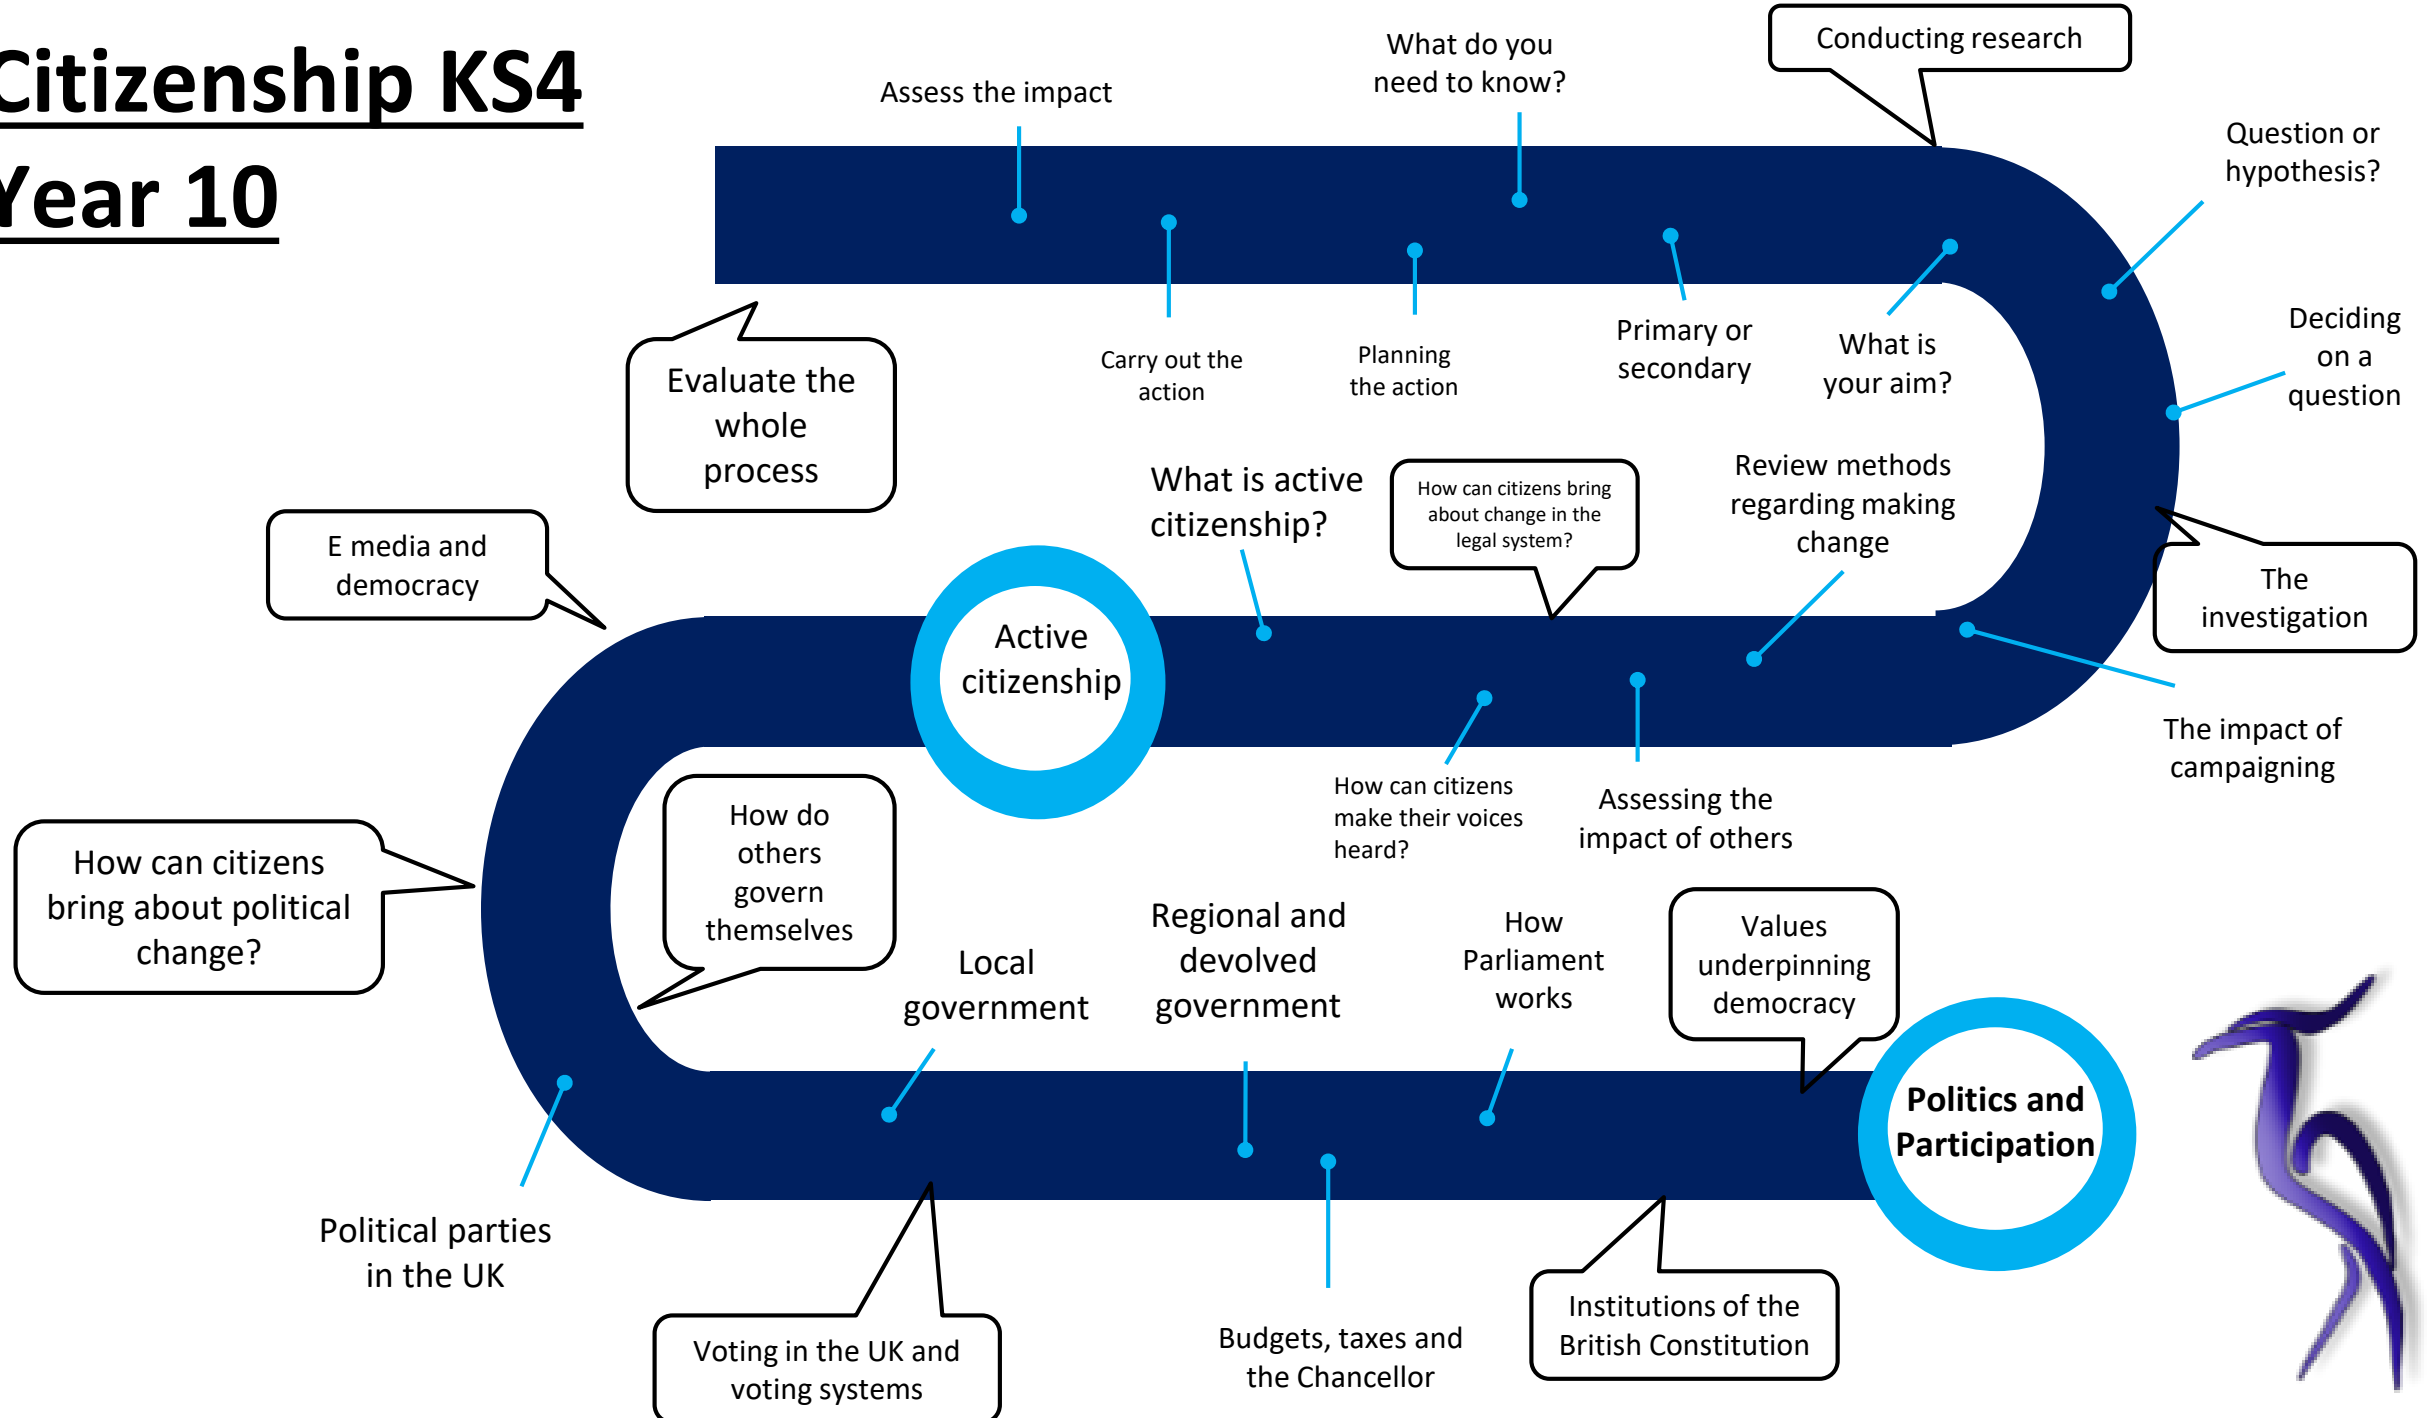 Citizenship KS4
Year 10
Assess the impact
What do you
need to know?
Conducting research
Question or
hypothesis?
Deciding
on a
question
Carry out the
action
Planning
the action
Primary or
secondary
What is
your aim?
Evaluate the
whole
process
E media and
democracy
What is active
citizenship?
How can citizens bring
about change in the
legal system?
Review methods
regarding making
change
The
investigation
Active
citizenship
The impact of
campaigning
How can citizens
make their voices
heard?
Assessing the
impact of others
How can citizens
bring about political
change?
How do
others
govern
themselves
Local
government
Regional and
devolved
government
How
Parliament
works
Values
underpinning
democracy
Politics and
Participation
Political parties
in the UK
Voting in the UK and
voting systems
Budgets, taxes and
the Chancellor
Institutions of the
British Constitution